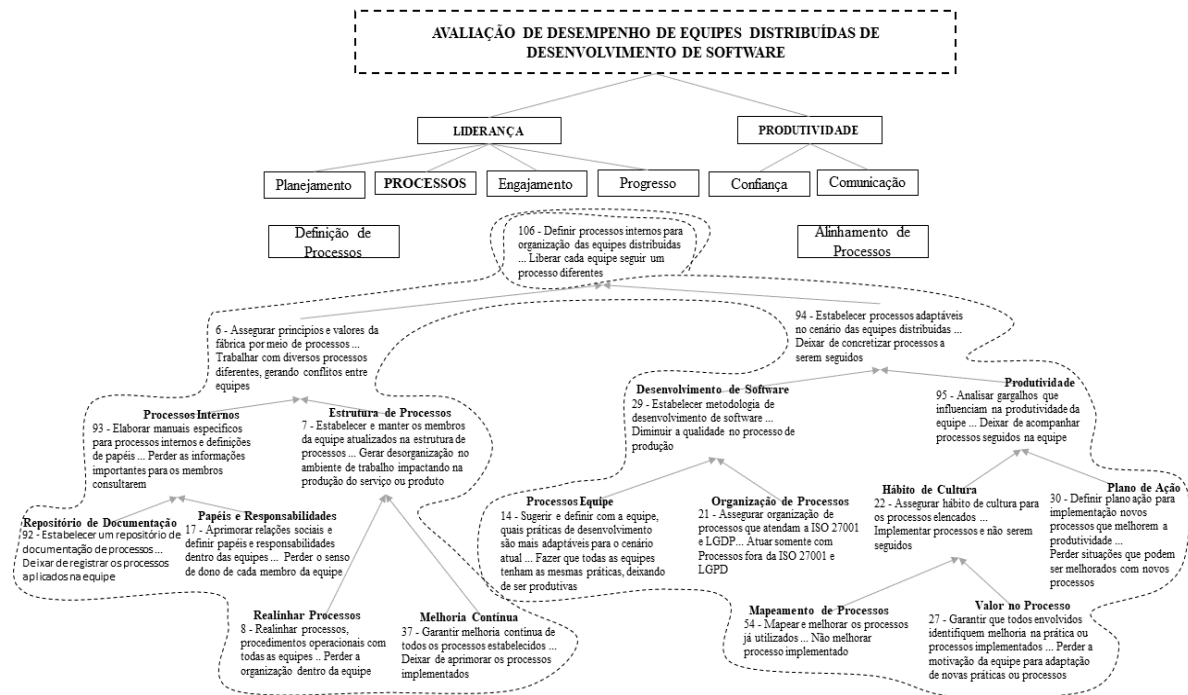 AVALIAÇÃO DE DESEMPENHO DE EQUIPES DISTRIBUÍDAS DE
DESENVOLVIMENTO DE SOFTWARE
LIDERANÇA
PRODUTIVIDADE
Planejamento
PROCESSOS
Engajamento
Progresso
Confiança
Comunicação
Definição de
Processos
106 - Definir processos internos para
organização das equipes distribuidas
... Liberar cada equipe seguir um
processo diferentes
Alinhamento de
Processos
6 - Assegurar principios e valores da
fábrica por meio de processos ...
Trabalhar com diversos processos
diferentes, gerando conflitos entre
equipes
94 - Estabelecer processos adaptáveis
no cenário das equipes distribuidas ...
Deixar de concretizar processos a
serem seguidos
Processos Internos
93 - Elaborar manuais especificos
para processos internos e definições
de papéis ... Perder as informações
importantes para os membros
consultarem
Estrutura de Processos
7 - Estabelecer e manter os membros
da equipe atualizados na estrutura de
processos ... Gerar desorganização no
ambiente de trabalho impactando na
produção do serviço ou produto
Desenvolvimento de Software
29 - Estabelecer metodologia de
desenvolvimento de software ...
Diminuir a qualidade no processo de
produção
Produtividade
95 - Analisar gargalhos que
influenciam na produtividade da
equipe ... Deixar de acompanhar
processos seguidos na equipe
Repositório de Documentação
92 - Estabelecer um repositório de
documentação de processos ...
Deixar de registrar os processos
aplicados na equipe
Papéis e Responsabilidades
17 - Aprimorar relações sociais e
definir papéis e responsabilidades
dentro das equipes ... Perder o senso
de dono de cada membro da equipe
Processos Equipe
14 - Sugerir e definir com a equipe,
quais práticas de desenvolvimento
são mais adaptáveis para o cenário
atual ... Fazer que todas as equipes
tenham as mesmas práticas, deixando
de ser produtivas
Organização de Processos
21 - Assegurar organização de
processos que atendam a ISO 27001
e LGDP... Atuar somente com
Processos fora da ISO 27001 e
LGPD
Hábito de Cultura
22 - Assegurar hábito de cultura para
os processos elencados ...
Implementar processos e não serem
seguidos
Plano de Ação
30 - Definir plano ação para
implementação novos
processos que melhorem a
produtividade ...
Perder situações que podem
ser melhorados com novos
processos
Realinhar Processos
8 - Realinhar processos,
procedimentos operacionais com
todas as equipes .. Perder a
organização dentro da equipe
Melhoria Contínua
37 - Garantir melhoria continua de
todos os processos estabelecidos ...
Deixar de aprimorar os processos
implementados
Mapeamento de Processos
54 - Mapear e melhorar os processos
já utilizados ... Não melhorar
processo implementado
Valor no Processo
27 - Garantir que todos envolvidos
identifiquem melhoria na prática ou
processos implementados ... Perder a
motivação da equipe para adaptação
de novas práticas ou processos